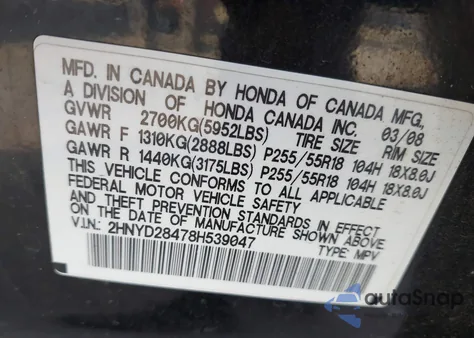 MFD. IN CANADA BY HONDA OF CANADA MFG.
A DIVISION OF HONDA CANADA INC. 03/08
GVWR 2700KG(5952LBS) TIRE SIZE RIM SIZE
GAWR F 1310KG(2888LBS) P255/55R18 104H 18X8.0J
GAWR R 1440KG(3175LBS) P255/55R18 104H 18X8.0J
THIS VEHICLE CONFORMS TO ALL APPLICABLE
FEDERAL MOTOR VEHICLE SAFETY
AND THEFT PREVENTION STANDARDS IN EFFECT
ON THE DATE OF MANUFACTURE SHOWN ABOVE
V.I.N.: 2HNYD28478H539047 TYPE MPV
autoSnap